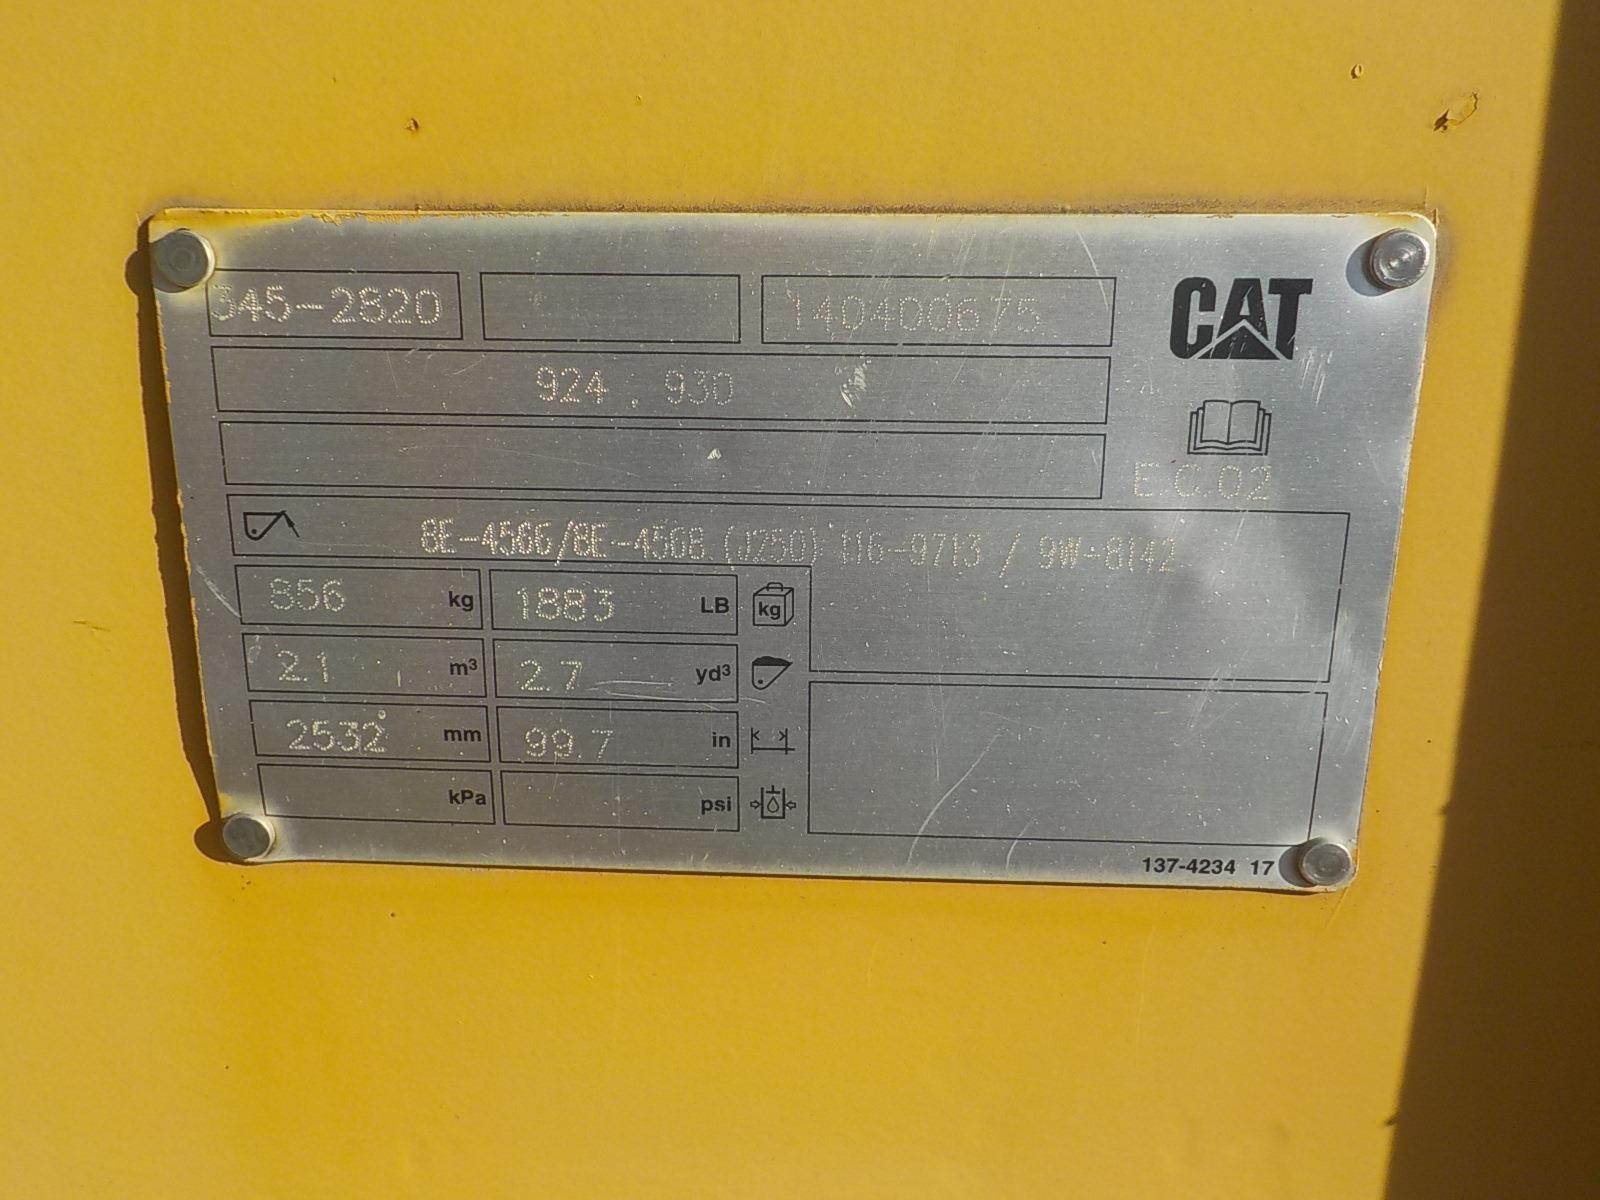 345-2820 140400675 CAT
924 , 930
E C.02
8E-4566/8E-4568 (J250) 116-9713 / 9W-8142
856 kg 1883 LB kg
2.1 m³ 2.7 yd³
2532 mm 99.7 in
kPa psi
137-4234 17